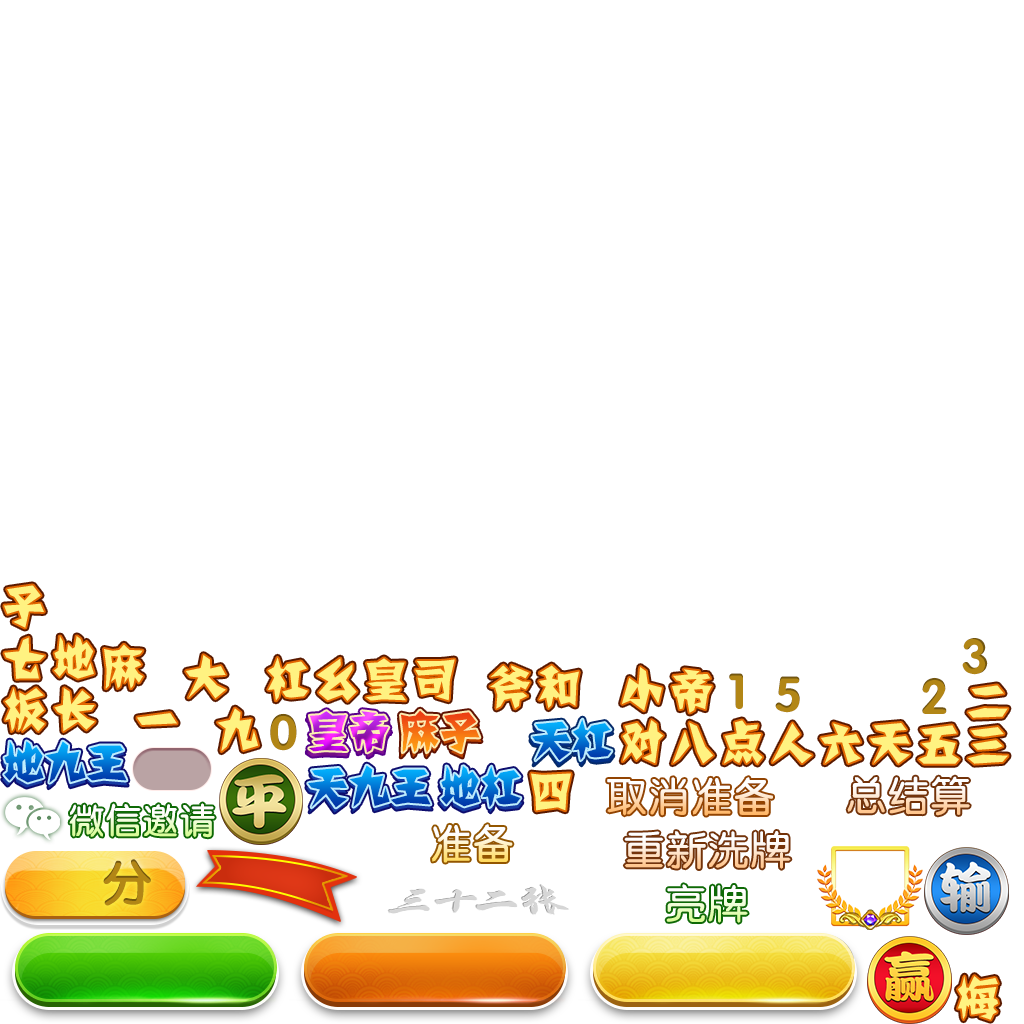 子
七 地 麻 大 杠 幺 皇 司 斧 和 小 帝 1 5 2 3
板 长 一 九 0 皇帝 麻子 二
地九王 天杠 对 八 点 人 六 天 五 三
平 天九王 地杠 四 取消准备 总结算
微信邀请 准备 重新洗牌
分 三十二张 亮牌 输
赢 梅